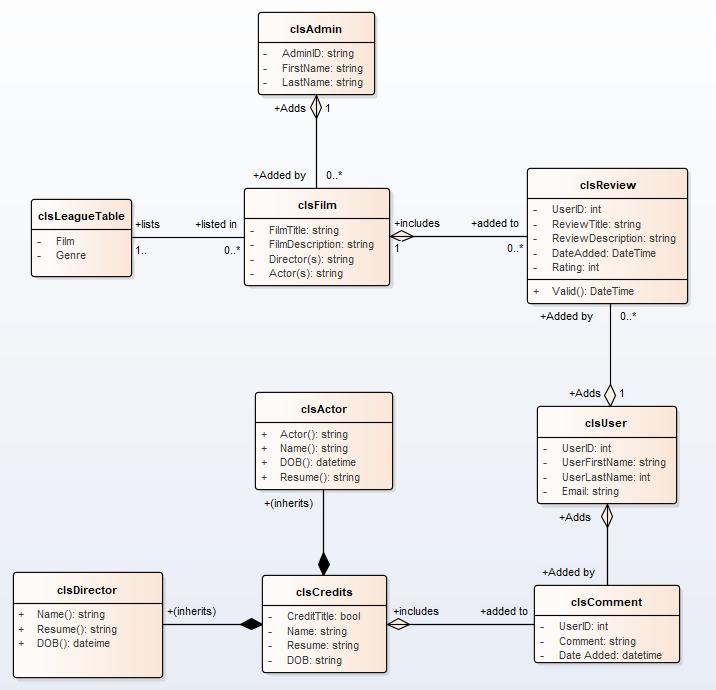 clsAdmin
- AdminID: string
- FirstName: string
- LastName: string
+Adds 1
+Added by 0..*
clsLeagueTable
- Film
- Genre
+lists +listed in
1.. 0..*
clsFilm
- FilmTitle: string
- FilmDescription: string
- Director(s): string
- Actor(s): string
+includes +added to
1 0..*
clsReview
- UserID: int
- ReviewTitle: string
- ReviewDescription: string
- DateAdded: DateTime
- Rating: int
+ Valid(): DateTime
+Added by 0..*
+Adds 1
clsUser
- UserID: int
- UserFirstName: string
- UserLastName: int
- Email: string
+Adds
+Added by
clsActor
+ Actor(): string
+ Name(): string
+ DOB(): datetime
+ Resume(): string
+(inherits)
clsDirector
+ Name(): string
+ Resume(): string
+ DOB(): dateime
+(inherits)
clsCredits
- CreditTitle: bool
- Name: string
- Resume: string
- DOB: string
+includes +added to
clsComment
- UserID: int
- Comment: string
- Date Added: datetime